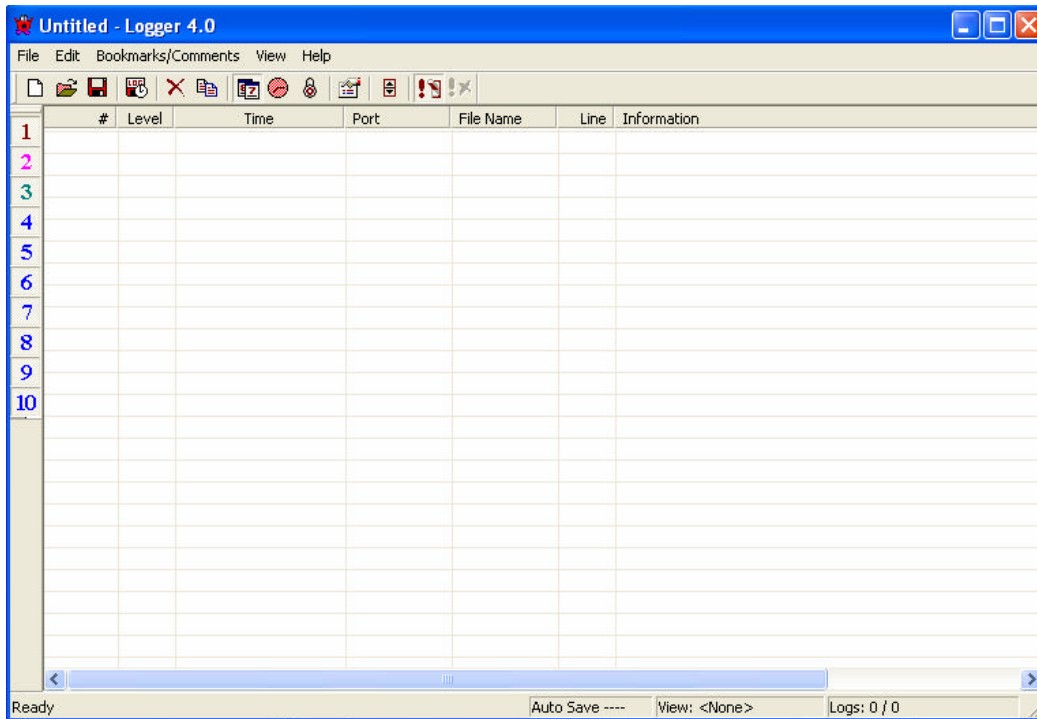 Untitled - Logger 4.0
File Edit Bookmarks/Comments View Help
# Level Time Port File Name Line Information
1
2
3
4
5
6
7
8
9
10
Ready Auto Save ---- View: <None> Logs: 0 / 0